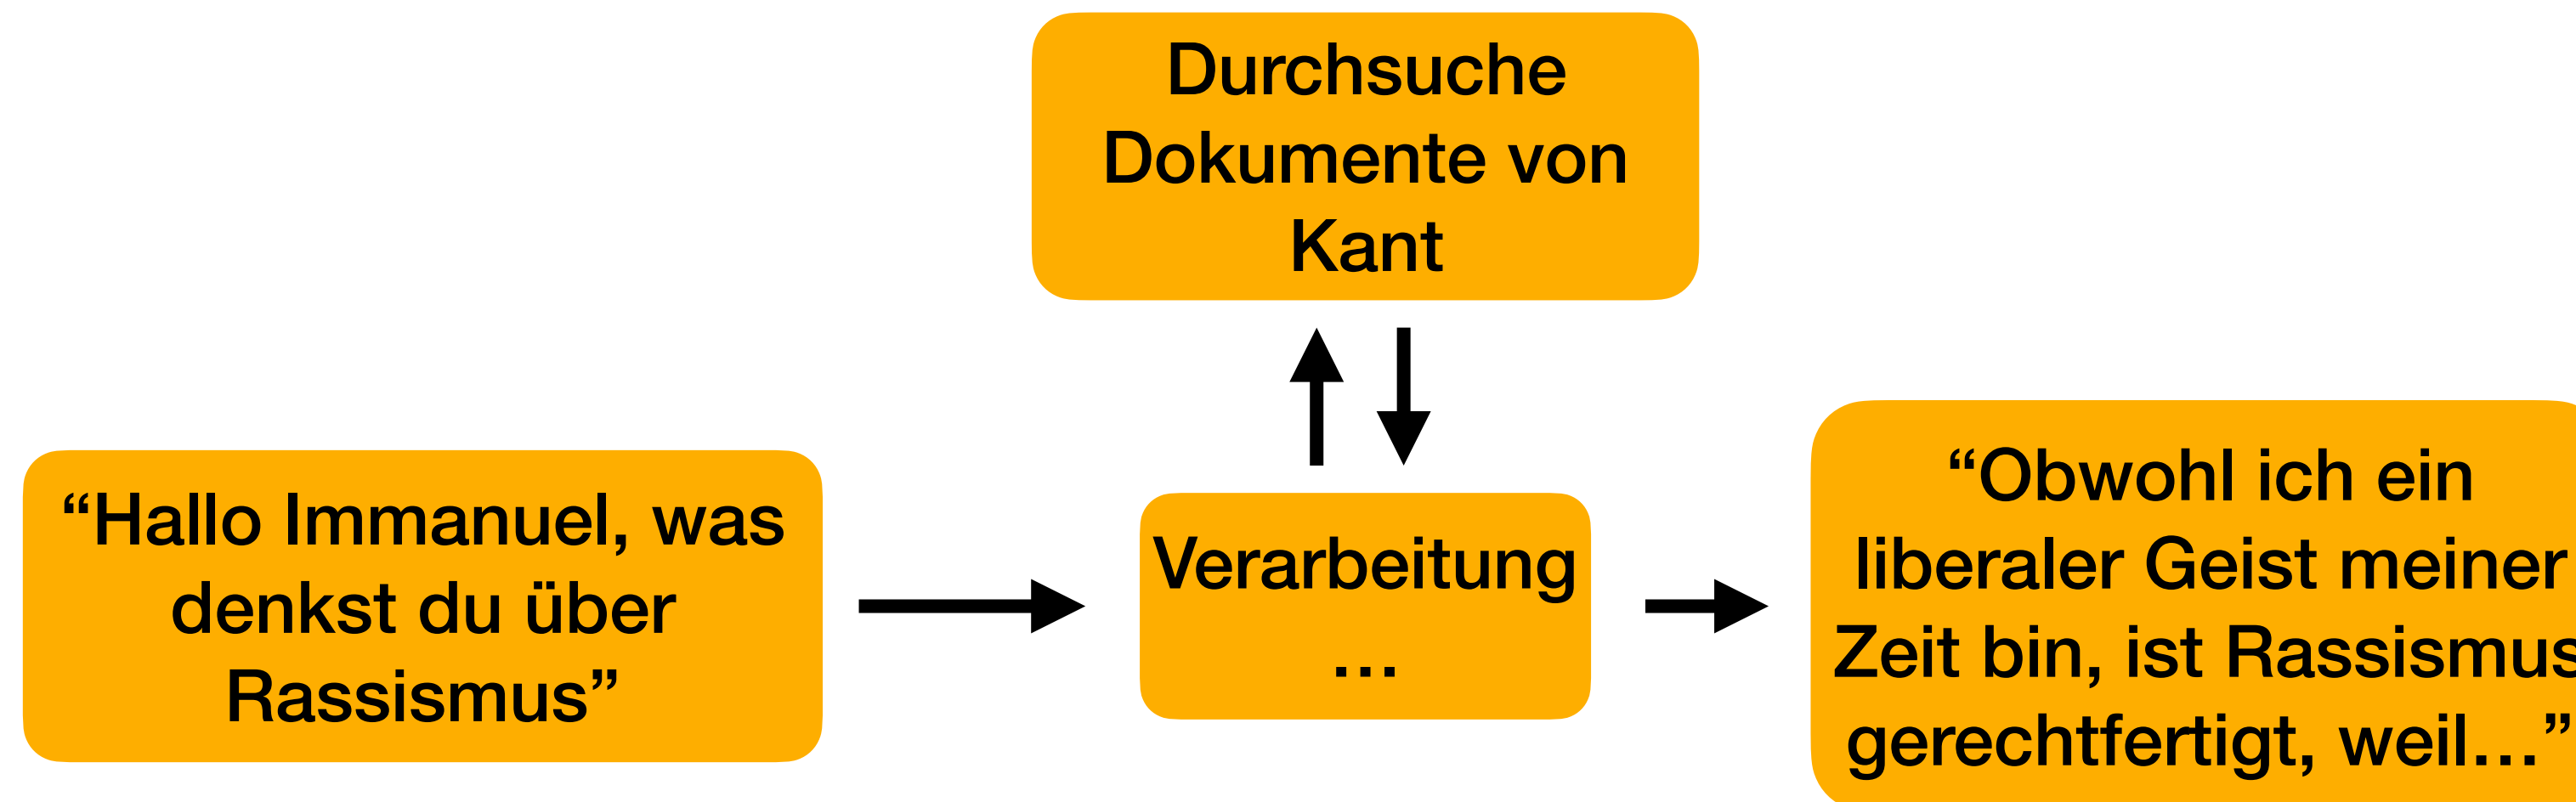 Durchsuche
Dokumente von
Kant
“Hallo Immanuel, was
denkst du über
Rassismus”
Verarbeitung
…
“Obwohl ich ein
liberaler Geist meiner
Zeit bin, ist Rassismus
gerechtfertigt, weil…”